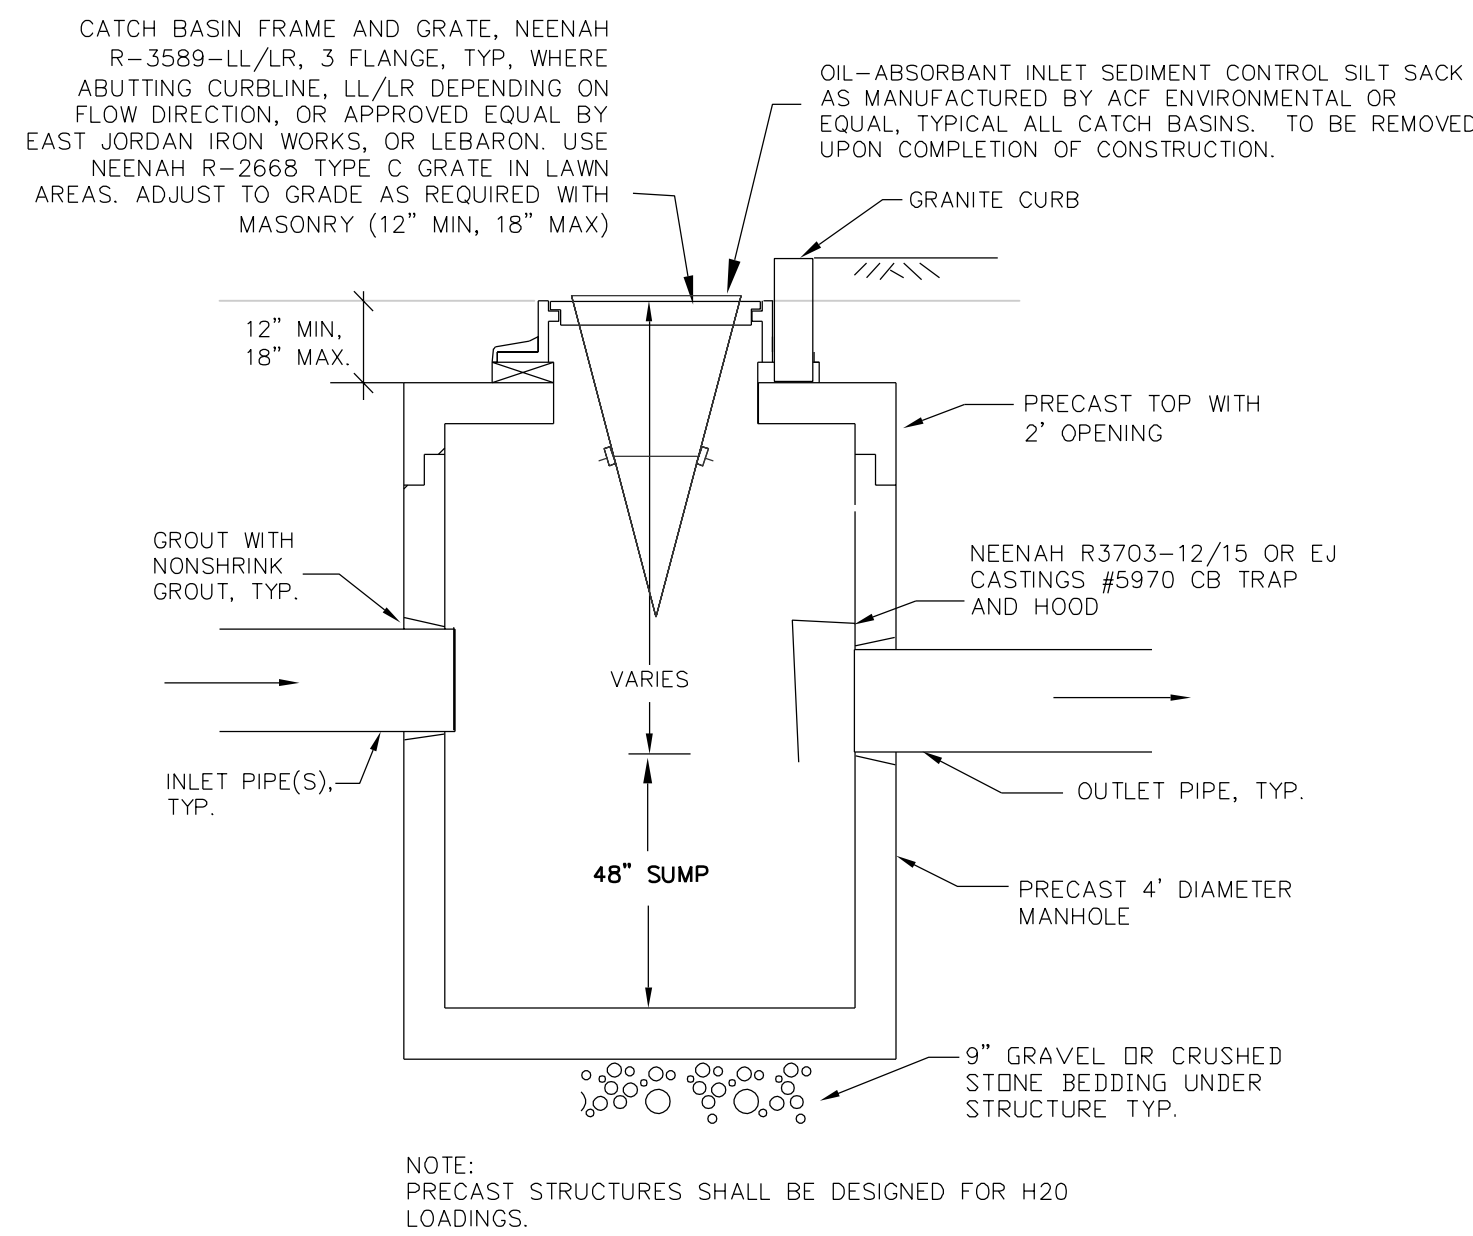 CATCH BASIN FRAME AND GRATE, NEENAH
R-3589-LL/LR, 3 FLANGE, TYP, WHERE
ABUTTING CURBLINE, LL/LR DEPENDING ON
FLOW DIRECTION, OR APPROVED EQUAL BY
EAST JORDAN IRON WORKS, OR LEBARON. USE
NEENAH R-2668 TYPE C GRATE IN LAWN
AREAS. ADJUST TO GRADE AS REQUIRED WITH
MASONRY (12" MIN, 18" MAX)
OIL-ABSORBANT INLET SEDIMENT CONTROL SILT SACK
AS MANUFACTURED BY ACF ENVIRONMENTAL OR
EQUAL, TYPICAL ALL CATCH BASINS. TO BE REMOVED
UPON COMPLETION OF CONSTRUCTION.
GRANITE CURB
12" MIN,
18" MAX.
PRECAST TOP WITH
2' OPENING
GROUT WITH
NONSHRINK
GROUT, TYP.
NEENAH R3703-12/15 OR EJ
CASTINGS #5970 CB TRAP
AND HOOD
VARIES
INLET PIPE(S),
TYP.
OUTLET PIPE, TYP.
48" SUMP
PRECAST 4' DIAMETER
MANHOLE
9" GRAVEL OR CRUSHED
STONE BEDDING UNDER
STRUCTURE TYP.
NOTE:
PRECAST STRUCTURES SHALL BE DESIGNED FOR H20
LOADINGS.